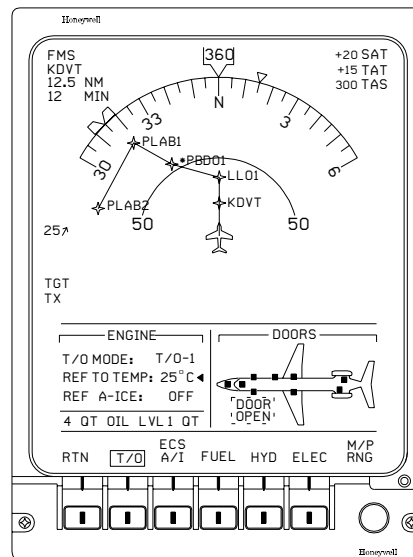 Honeywell
FMS
KDVT
12.5 NM
12 MIN
360
+20 SAT
+15 TAT
300 TAS
N
33
3
30
6
PLAB1
*PBD01
LL01
PLAB2
KDVT
50
50
25↗
TGT
TX
ENGINE
T/O MODE: T/O-1
REF TO TEMP: 25°C◄
REF A-ICE: OFF
4 QT OIL LVL 1 QT
DOORS
DOOR
OPEN
RTN
T/O
ECS
A/I
FUEL
HYD
ELEC
M/P
RNG
Honeywell